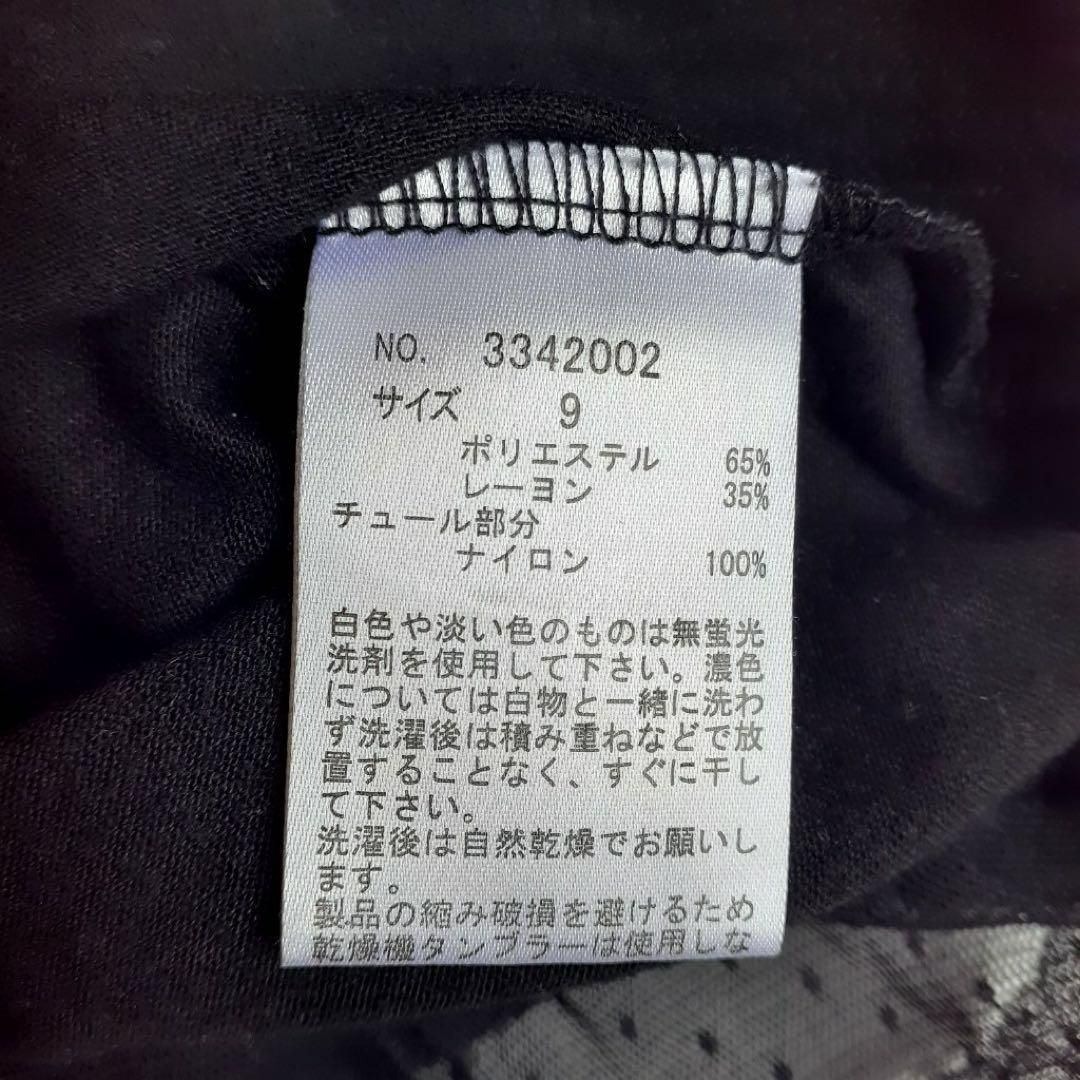 NO. 3342002
サイズ 9
ポリエステル 65%
レーヨン 35%
チュール部分
ナイロン 100%
白色や淡い色のものは無蛍光
洗剤を使用して下さい。濃色
については白物と一緒に洗わ
ず洗濯後は積み重ねなどで放
置することなく、すぐに干し
て下さい。
洗濯後は自然乾燥でお願いし
ます。
製品の縮み破損を避けるため
乾燥機タンブラーは使用しな